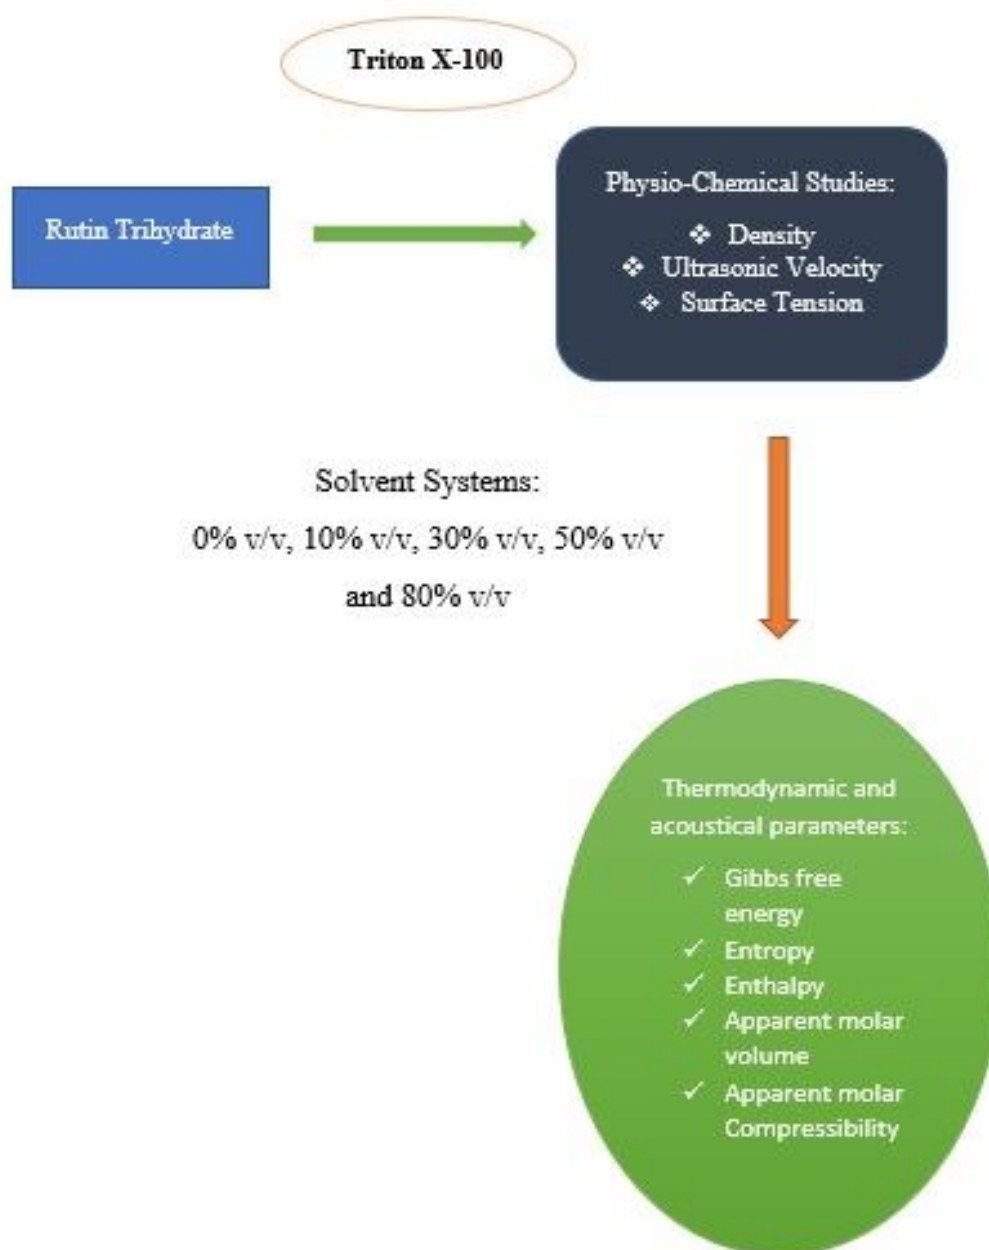 Triton X-100
Rutin Trihydrate
Physio-Chemical Studies:
❖ Density
❖ Ultrasonic Velocity
❖ Surface Tension
Solvent Systems:
0% v/v, 10% v/v, 30% v/v, 50% v/v
and 80% v/v
Thermodynamic and
acoustical parameters:
✓ Gibbs free
energy
✓ Entropy
✓ Enthalpy
✓ Apparent molar
volume
✓ Apparent molar
Compressibility